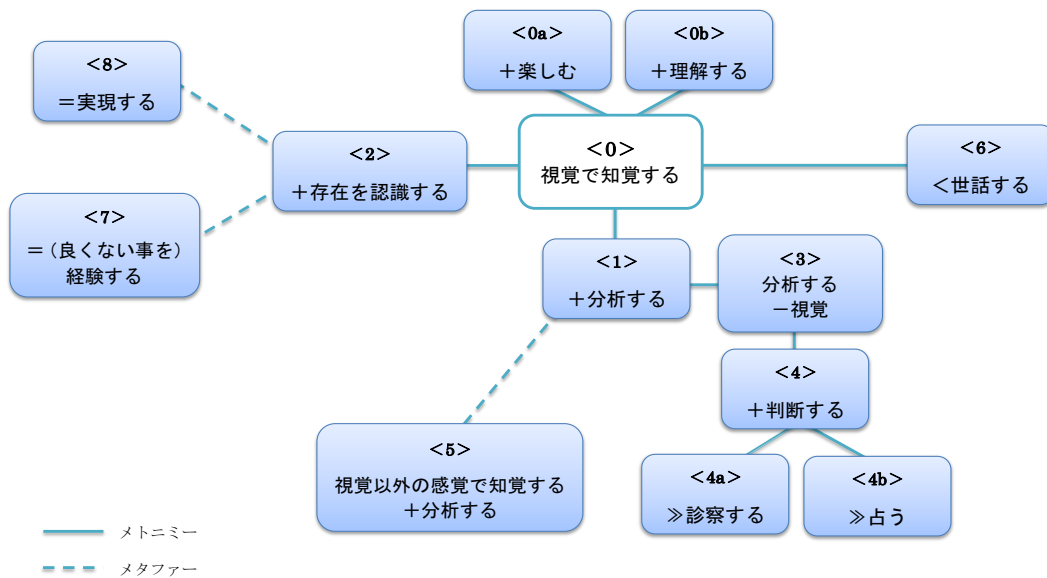 <0a>
＋楽しむ
<0b>
＋理解する
<8>
＝実現する
<2>
＋存在を認識する
<0>
視覚で知覚する
<6>
＜世話する
<7>
＝（良くない事を）
経験する
<1>
＋分析する
<3>
分析する
－視覚
<4>
＋判断する
<5>
視覚以外の感覚で知覚する
＋分析する
<4a>
≫診察する
<4b>
≫占う
メトニミー
メタファー